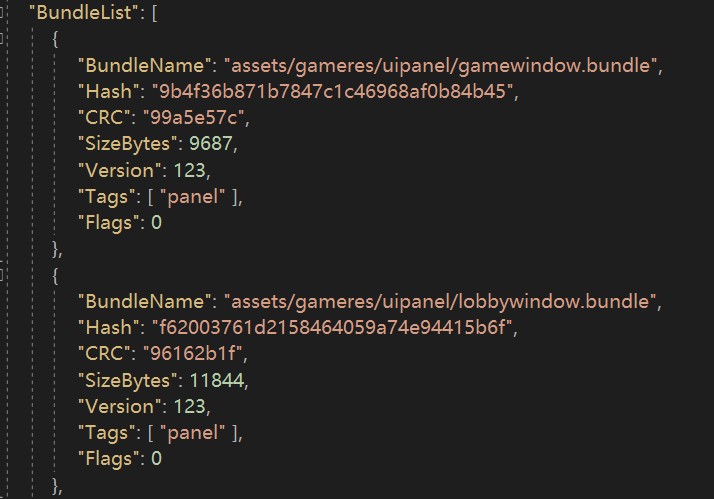 "BundleList": [
{
"BundleName": "assets/gameres/uipanel/gamewindow.bundle",
"Hash": "9b4f36b871b7847c1c46968af0b84b45",
"CRC": "99a5e57c",
"SizeBytes": 9687,
"Version": 123,
"Tags": [ "panel" ],
"Flags": 0
},
{
"BundleName": "assets/gameres/uipanel/lobbywindow.bundle",
"Hash": "f62003761d2158464059a74e94415b6f",
"CRC": "96162b1f",
"SizeBytes": 11844,
"Version": 123,
"Tags": [ "panel" ],
"Flags": 0
},